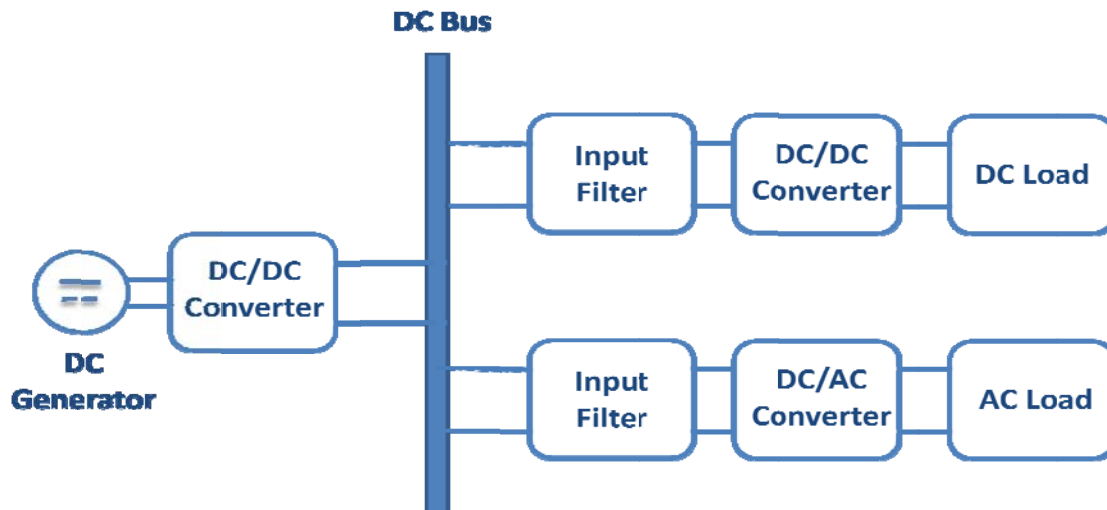 DC Bus
Input
Filter
DC/DC
Converter
DC Load
DC/DC
Converter
DC
Generator
Input
Filter
DC/AC
Converter
AC Load